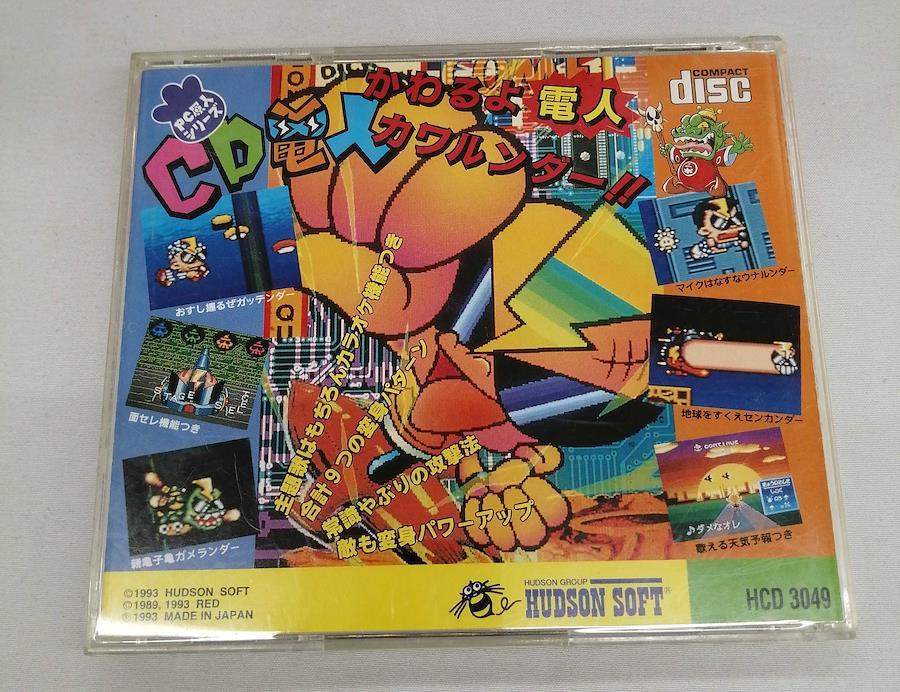 PC原人
シリーズ
CD電人
かわるよ電人
カワルンダー!!
COMPACT
disc
おすし握るぜガッテンダー
面セレ機能つき
STAGE SEL
親亀子亀ガメランダー
主題歌はもちろんカラオケ機能つき
合計9つの変身パターン
常識やぶりの攻撃法
敵も変身パワーアップ
マイクはなすなウナルンダー
地球をすくえセンカンダー
CONTINUE
♪ダメなオレ
歌える天気予報つき
©1993 HUDSON SOFT
©1989, 1993 RED
®1993 MADE IN JAPAN
HUDSON GROUP
HUDSON SOFT®
HCD 3049